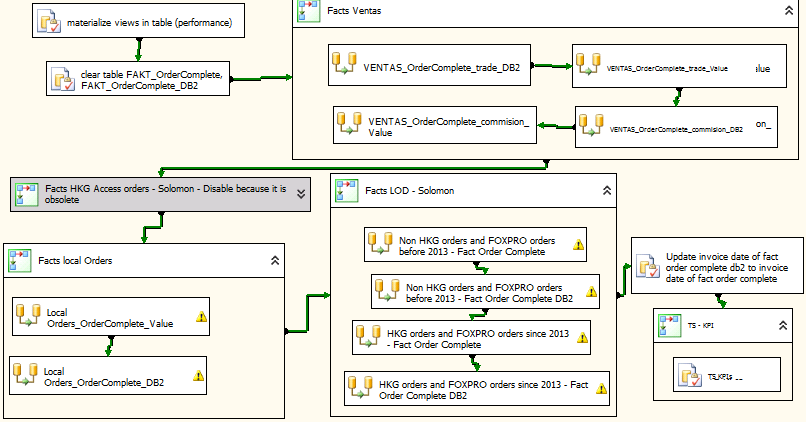 materialize views in table (performance)
clear table FAKT_OrderComplete,
FAKT_OrderComplete_DB2
Facts Ventas
VENTAS_OrderComplete_trade_DB2
VENTAS_OrderComplete_trade_Value
alue
VENTAS_OrderComplete_commision_
Value
VENTAS_OrderComplete_commision_DB2
on_
Facts HKG Access orders - Solomon - Disable because it is
obsolete
Facts local Orders
Local
Orders_OrderComplete_Value
Local
Orders_OrderComplete_DB2
Facts LOD - Solomon
Non HKG orders and FOXPRO orders
before 2013 - Fact Order Complete
Non HKG orders and FOXPRO orders
before 2013 - Fact Order Complete DB2
HKG orders and FOXPRO orders since 2013
- Fact Order Complete
HKG orders and FOXPRO orders since 2013 - Fact
Order Complete DB2
Update invoice date of fact
order complete db2 to invoice
date of fact order complete
TS - KPI
TS_KPIs